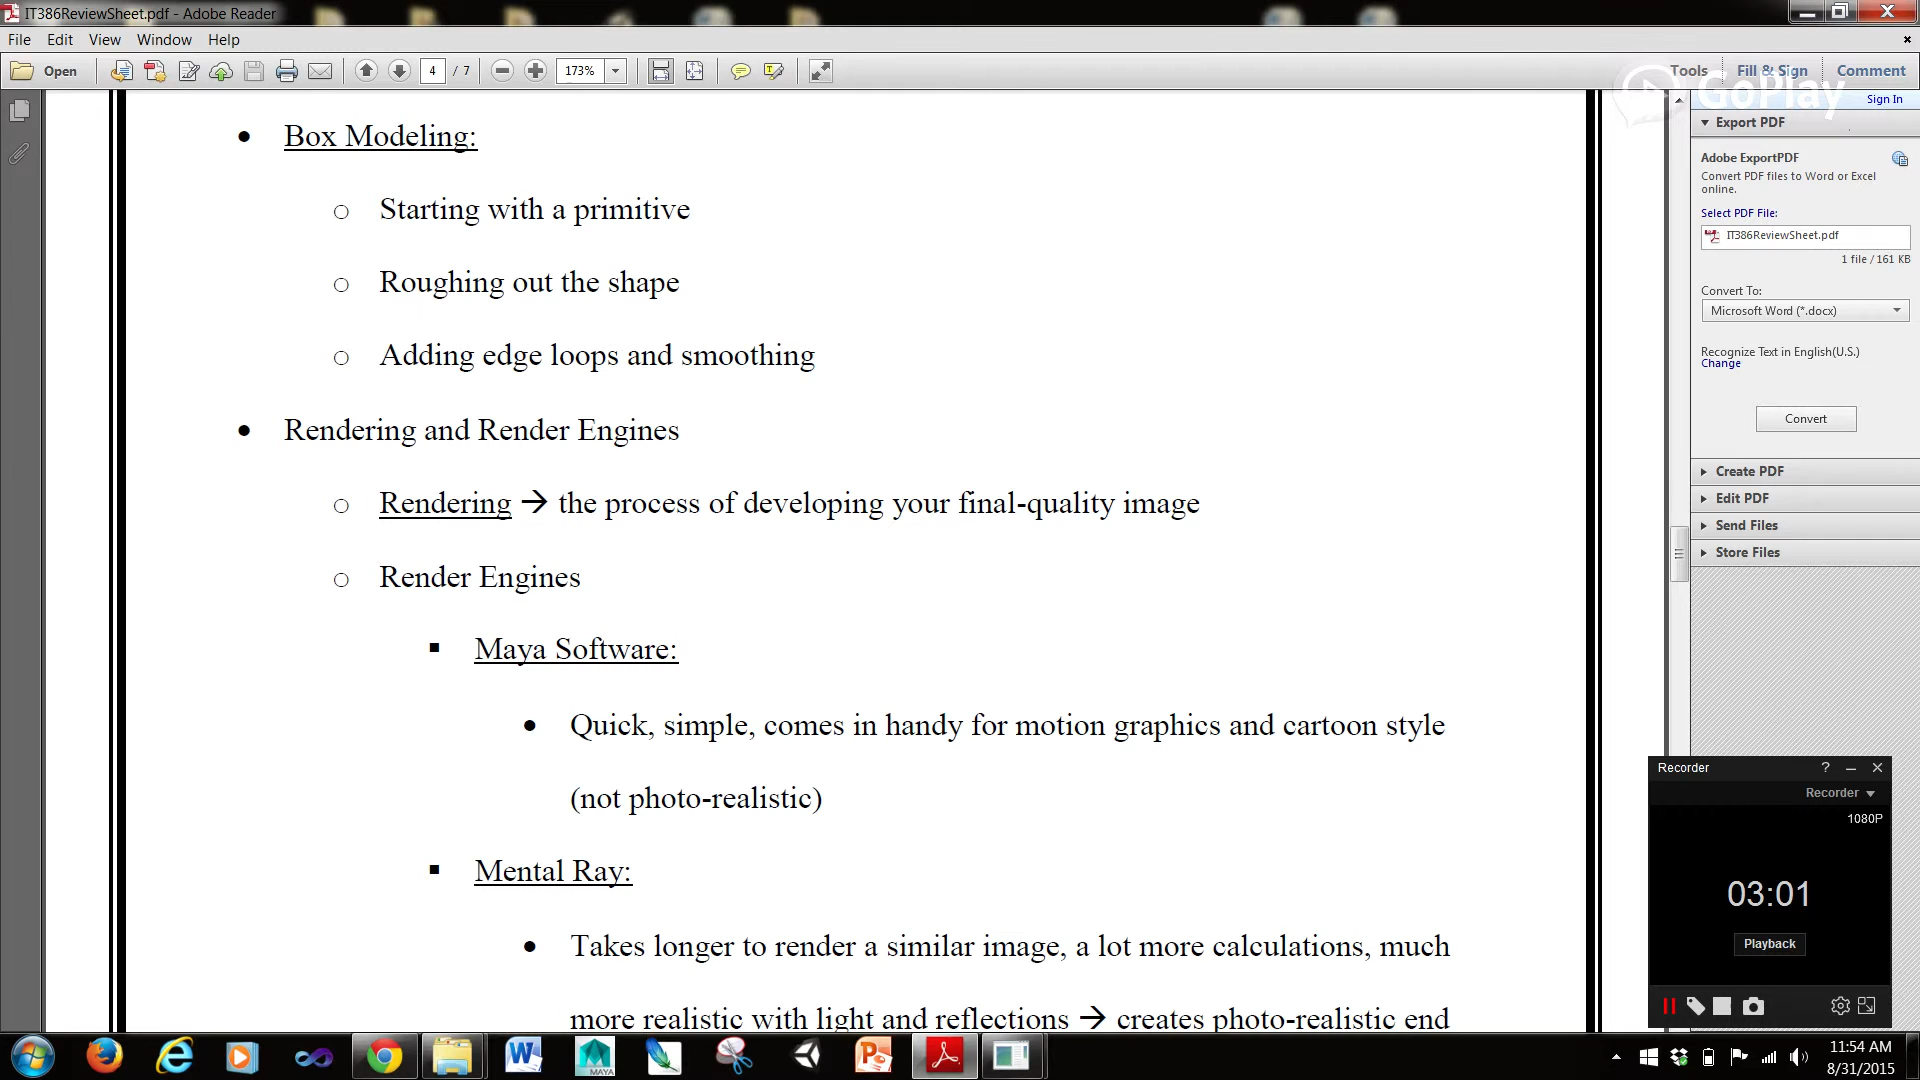 IT386ReviewSheet.pdf - Adobe Reader
File Edit View Window Help
Open 4 / 7 173% Tools Fill & Sign Comment
GoPlay
Sign In
• Box Modeling:
o Starting with a primitive
o Roughing out the shape
o Adding edge loops and smoothing
• Rendering and Render Engines
o Rendering → the process of developing your final-quality image
o Render Engines
▪ Maya Software:
• Quick, simple, comes in handy for motion graphics and cartoon style
(not photo-realistic)
▪ Mental Ray:
• Takes longer to render a similar image, a lot more calculations, much
more realistic with light and reflections → creates photo-realistic end
Export PDF
Adobe ExportPDF
Convert PDF files to Word or Excel
online.
Select PDF File:
IT386ReviewSheet.pdf
1 file / 161 KB
Convert To:
Microsoft Word (*.docx)
Recognize Text in English(U.S.)
Change
Convert
Create PDF
Edit PDF
Send Files
Store Files
Recorder
Recorder
1080P
03:01
Playback
MAYA
11:54 AM
8/31/2015